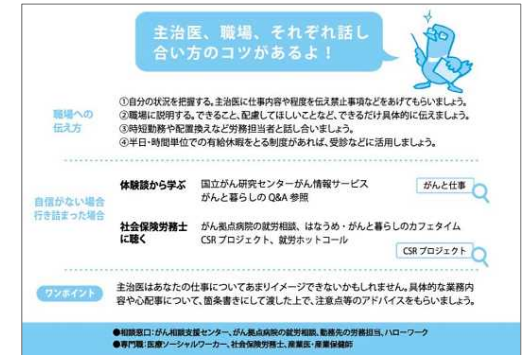 主治医、職場、それぞれ話し
合い方のコツがあるよ！
職場への
伝え方
①自分の状況を把握する。主治医に仕事内容や程度を伝え禁止事項などをあげてもらいましょう。
②職場に説明する。できること、配慮してほしいことなど、できるだけ具体的に伝えましょう。
③時短勤務や配置換えなど労務担当者と話し合いましょう。
④半日・時間単位での有給休暇をとる制度があれば、受診などに活用しましょう。
自信がない場合
行き詰まった場合
体験談から学ぶ
国立がん研究センターがん情報サービス
がんと暮らしのQ&A 参照
がんと仕事
社会保険労務士
に聴く
がん拠点病院の就労相談、はなうめ・がんと暮らしのカフェタイム
CSRプロジェクト、就労ホットコール
CSRプロジェクト
ワンポイント
主治医はあなたの仕事についてあまりイメージできないかもしれません。具体的な業務内
容や心配事について、箇条書きにして渡した上で、注意点等のアドバイスをもらいましょう。
●相談窓口：がん相談支援センター、がん拠点病院の就労相談、勤務先の労務担当、ハローワーク
●専門職：医療ソーシャルワーカー、社会保険労務士、産業医・産業保健師